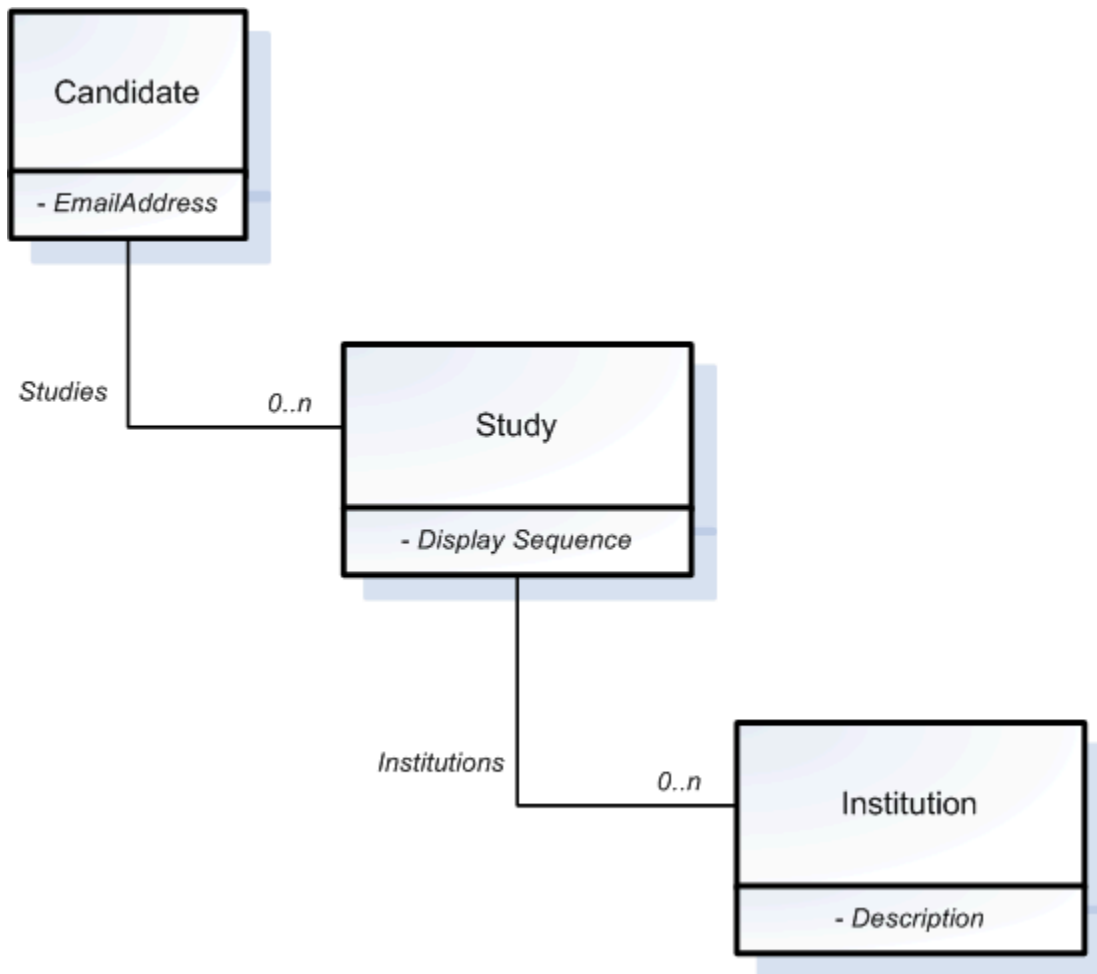 Candidate
- EmailAddress
Studies
0..n
Study
- Display Sequence
Institutions
0..n
Institution
- Description